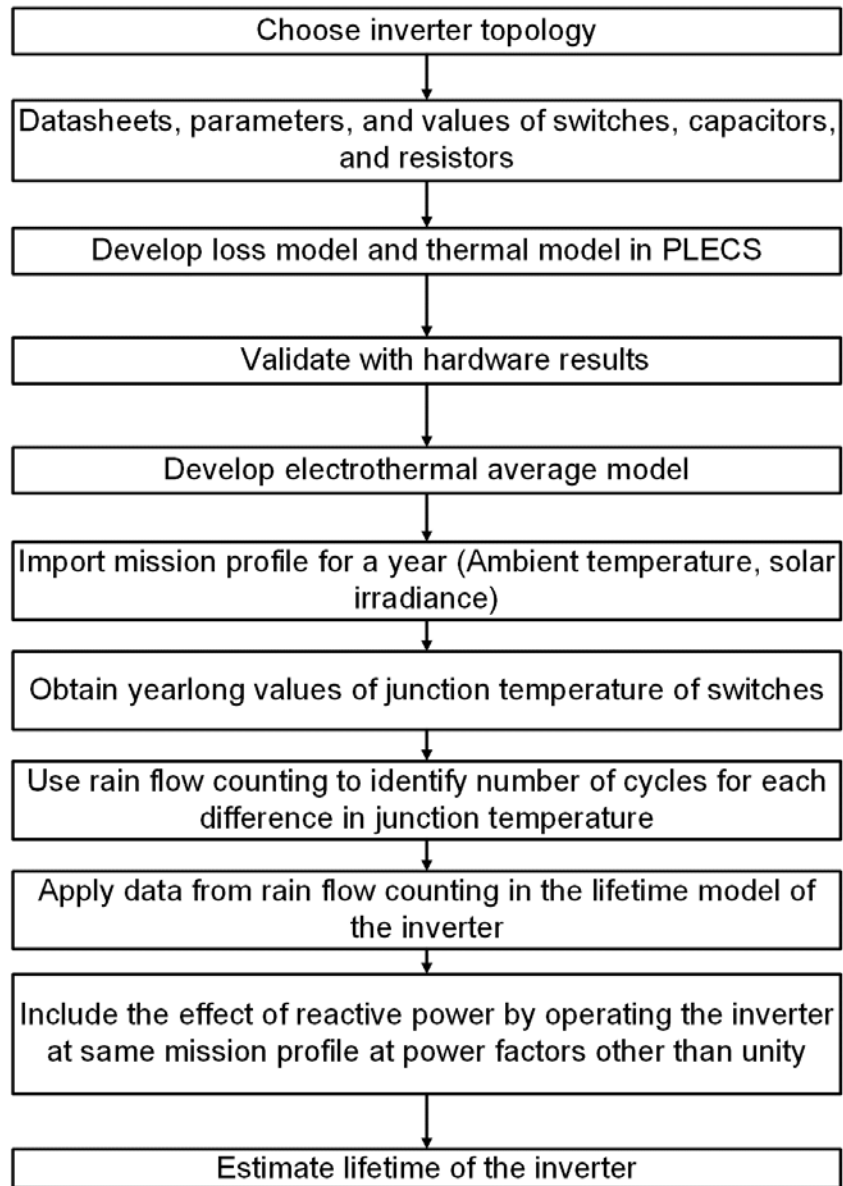 Choose inverter topology
Datasheets, parameters, and values of switches, capacitors,
and resistors
Develop loss model and thermal model in PLECS
Validate with hardware results
Develop electrothermal average model
Import mission profile for a year (Ambient temperature, solar
irradiance)
Obtain yearlong values of junction temperature of switches
Use rain flow counting to identify number of cycles for each
difference in junction temperature
Apply data from rain flow counting in the lifetime model of
the inverter
Include the effect of reactive power by operating the inverter
at same mission profile at power factors other than unity
Estimate lifetime of the inverter